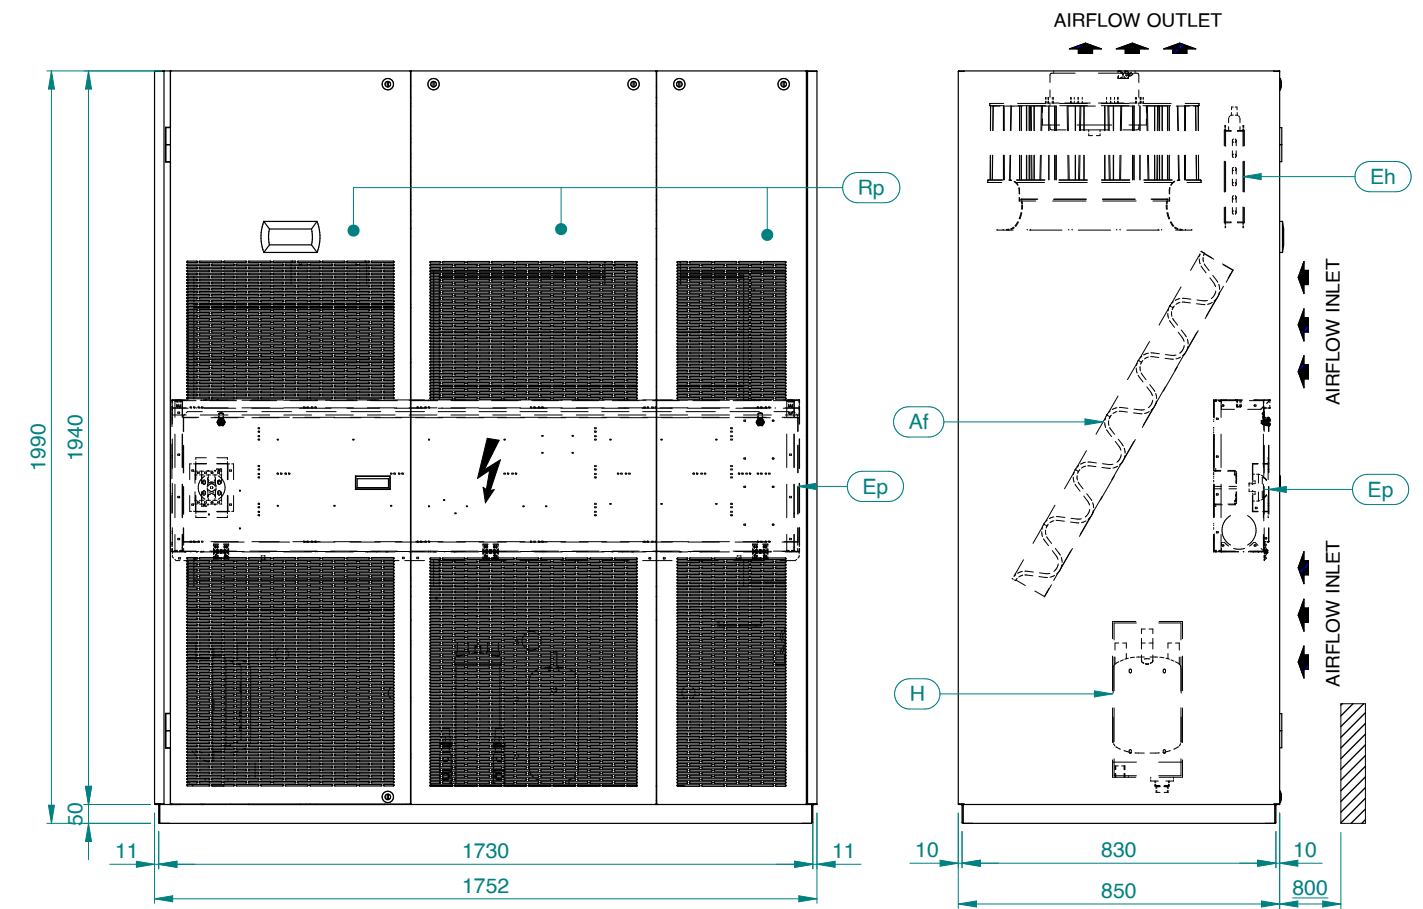 AIRFLOW OUTLET
Rp
Eh
AIRFLOW INLET
Af
1990
1940
Ep
Ep
AIRFLOW INLET
H
50
11
1730
11
10
830
10
1752
850
800